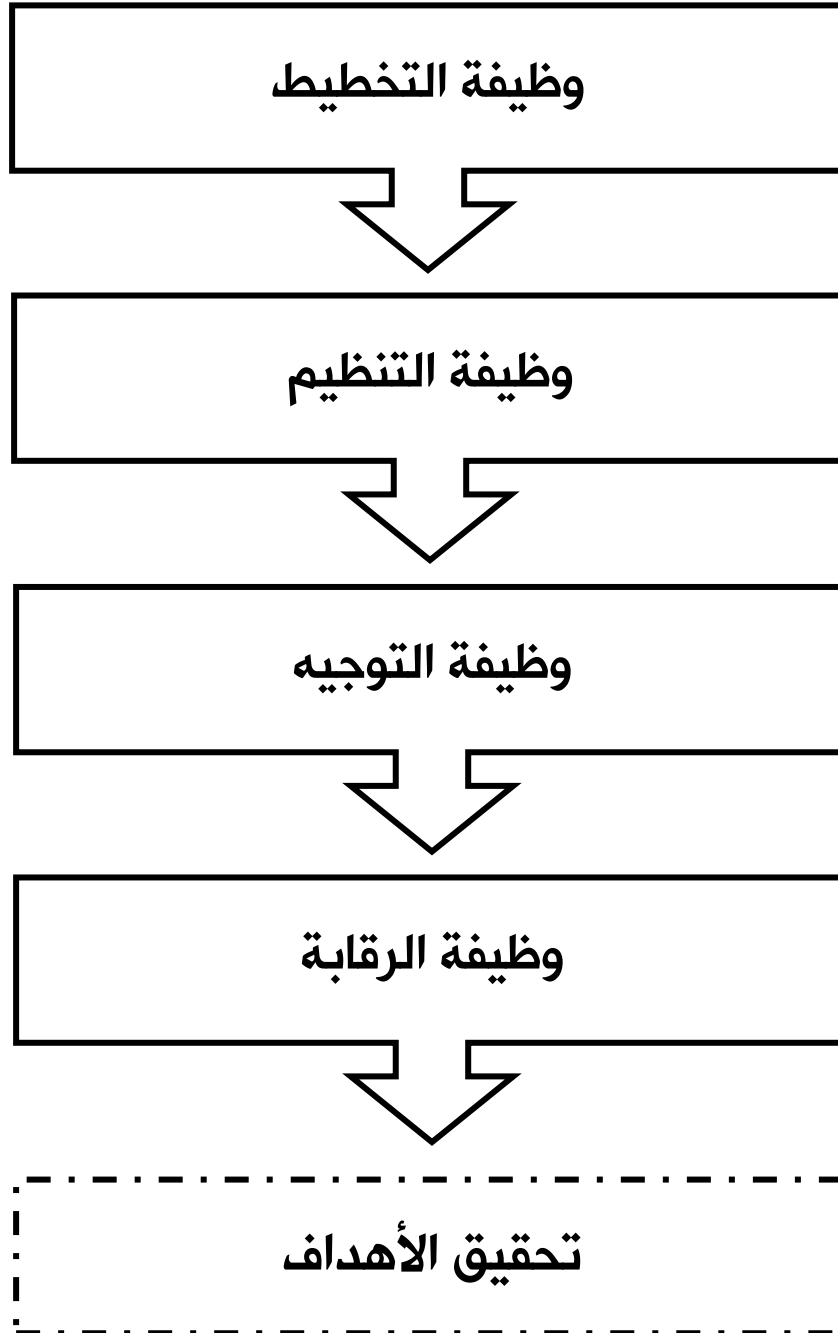 وظيفة التخطيط
وظيفة التنظيم
وظيفة التوجيه
وظيفة الرقابة
تحقيق الأهداف